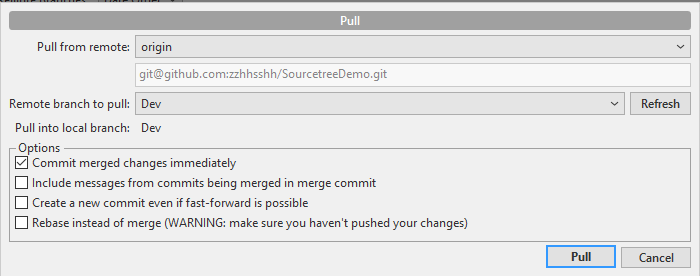 Pull
Pull from remote: origin
git@github.com:zzhhsshh/SourcetreeDemo.git
Remote branch to pull: Dev Refresh
Pull into local branch: Dev
Options
Commit merged changes immediately
Include messages from commits being merged in merge commit
Create a new commit even if fast-forward is possible
Rebase instead of merge (WARNING: make sure you haven't pushed your changes)
Pull Cancel